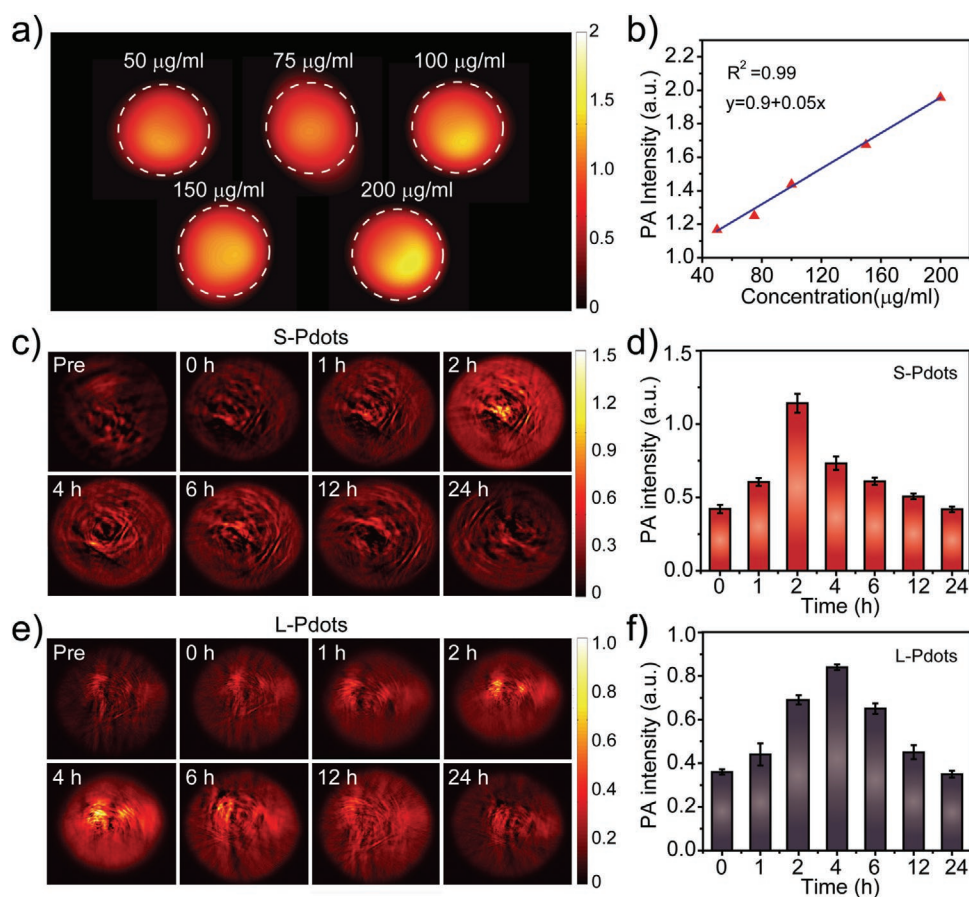 a)
50 μg/ml
75 μg/ml
100 μg/ml
150 μg/ml
200 μg/ml
2
1.5
1.0
0.5
0
b)
PA Intensity (a.u.)
2.2
2.0
1.8
1.6
1.4
1.2
1.0
R² =0.99
y=0.9+0.05x
40
80
120
160
200
Concentration(μg/ml)
c)
S-Pdots
Pre
0 h
1 h
2 h
4 h
6 h
12 h
24 h
1.5
1.2
0.9
0.6
0.3
0
d)
PA intensity (a.u.)
1.5
1.0
0.5
0.0
S-Pdots
0
1
2
4
6
12
24
Time (h)
e)
L-Pdots
Pre
0 h
1 h
2 h
4 h
6 h
12 h
24 h
1.0
0.8
0.6
0.4
0.2
0
f)
PA intensity (a.u.)
1.0
0.8
0.6
0.4
0.2
0.0
L-Pdots
0
1
2
4
6
12
24
Time (h)